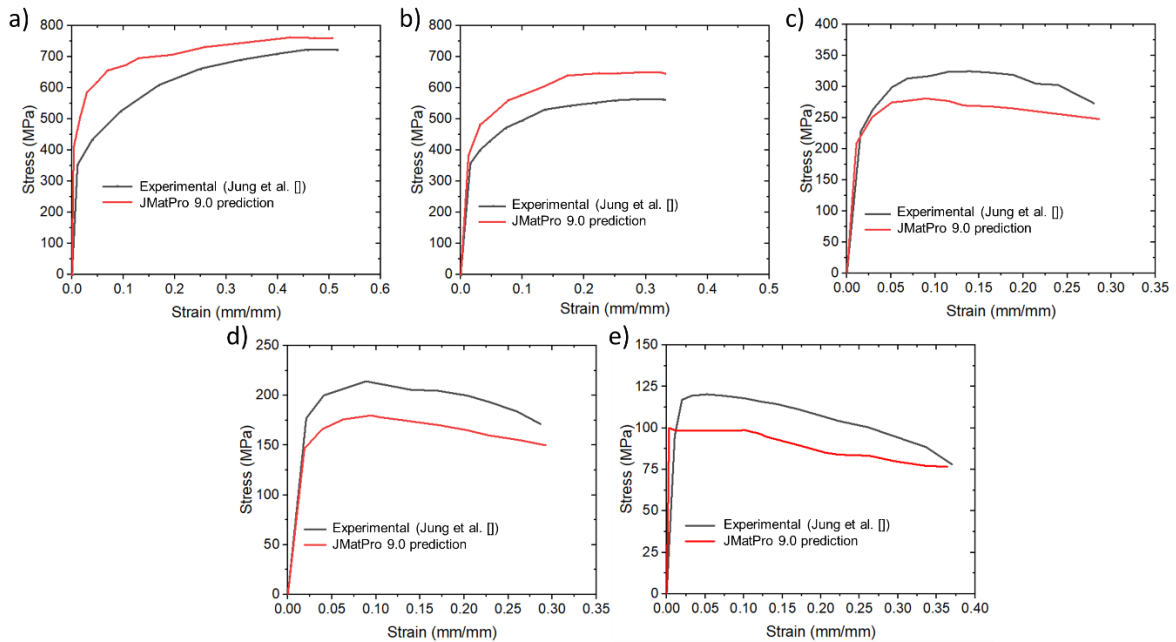 a)
800
700
600
500
400
300
200
100
0
Stress (MPa)
Experimental (Jung et al. [])
JMatPro 9.0 prediction
0.0 0.1 0.2 0.3 0.4 0.5 0.6
Strain (mm/mm)
b)
800
700
600
500
400
300
200
100
0
Stress (MPa)
Experimental (Jung et al. [])
JMatPro 9.0 prediction
0.0 0.1 0.2 0.3 0.4 0.5
Strain (mm/mm)
c)
400
350
300
250
200
150
100
50
0
Stress (MPa)
Experimental (Jung et al. [])
JMatPro 9.0 prediction
0.00 0.05 0.10 0.15 0.20 0.25 0.30 0.35
Strain (mm/mm)
d)
250
200
150
100
50
0
Stress (MPa)
Experimental (Jung et al. [])
JMatPro 9.0 prediction
0.00 0.05 0.10 0.15 0.20 0.25 0.30 0.35
Strain (mm/mm)
e)
150
125
100
75
50
25
0
Stress (MPa)
Experimental (Jung et al. [])
JMatPro 9.0 prediction
0.00 0.05 0.10 0.15 0.20 0.25 0.30 0.35 0.40
Strain (mm/mm)